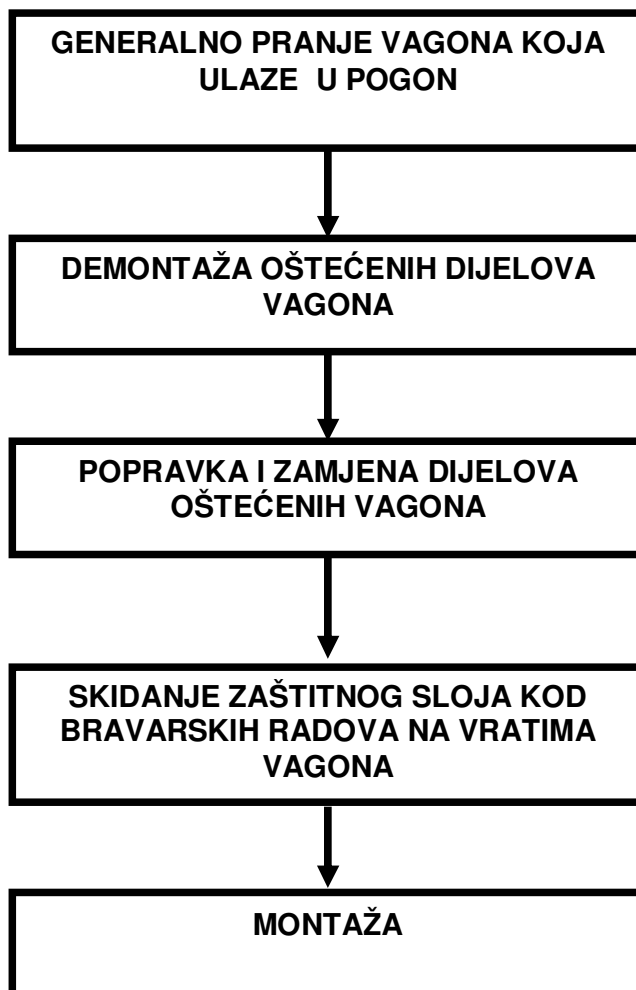 GENERALNO PRANJE VAGONA KOJA
ULAZE U POGON
DEMONTAŽA OŠTEĆENIH DIJELOVA
VAGONA
POPRAVKA I ZAMJENA DIJELOVA
OŠTEĆENIH VAGONA
SKIDANJE ZAŠTITNOG SLOJA KOD
BRAVARSKIH RADOVA NA VRATIMA
VAGONA
MONTAŽA